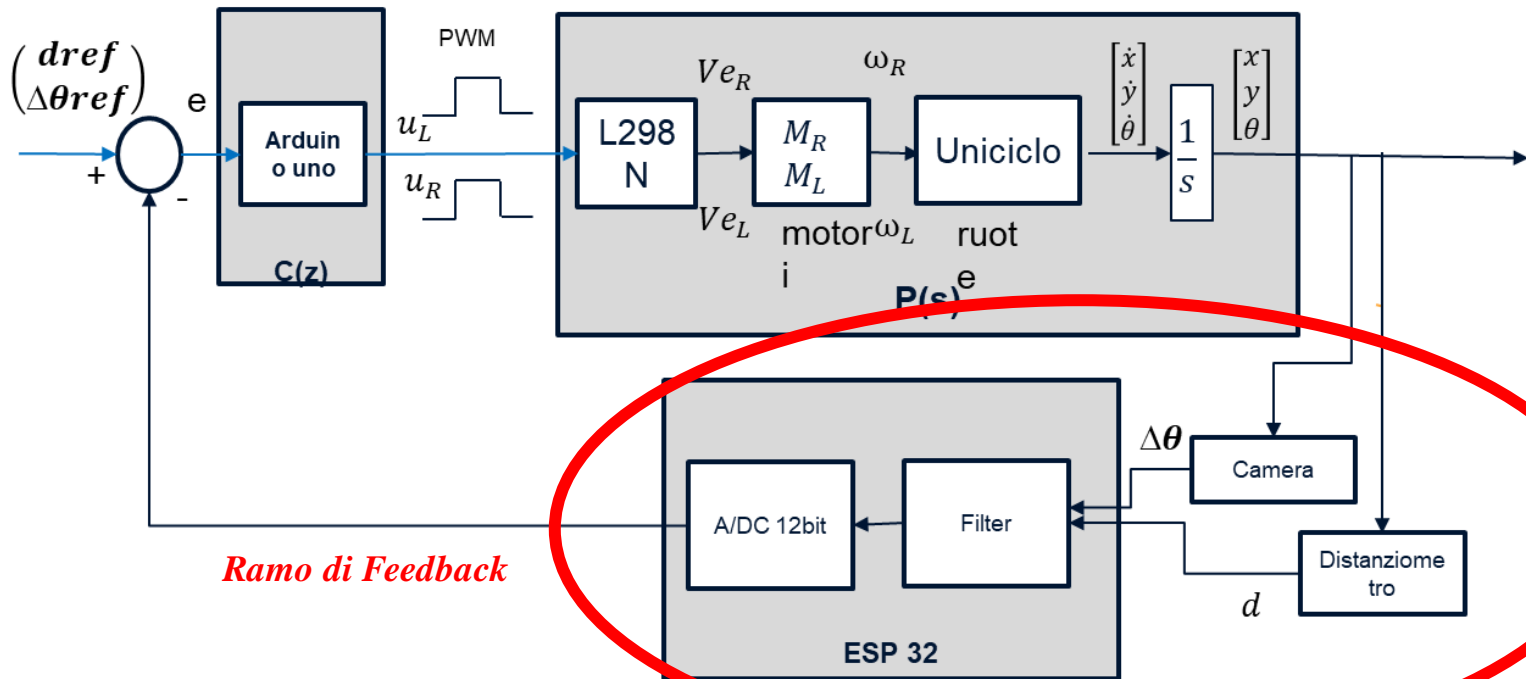 dref
Δθref
+
-
e
Arduin
o uno
C(z)
PWM
u_L
u_R
L298
N
Ve_R
Ve_L
M_R
M_L
motor
i
ω_R
ω_L
Uniciclo
ruot
e
P(s)
ẋ
ẏ
θ̇
1
s
x
y
θ
Δθ
Camera
Distanziome
tro
d
Filter
A/DC 12bit
ESP 32
Ramo di Feedback